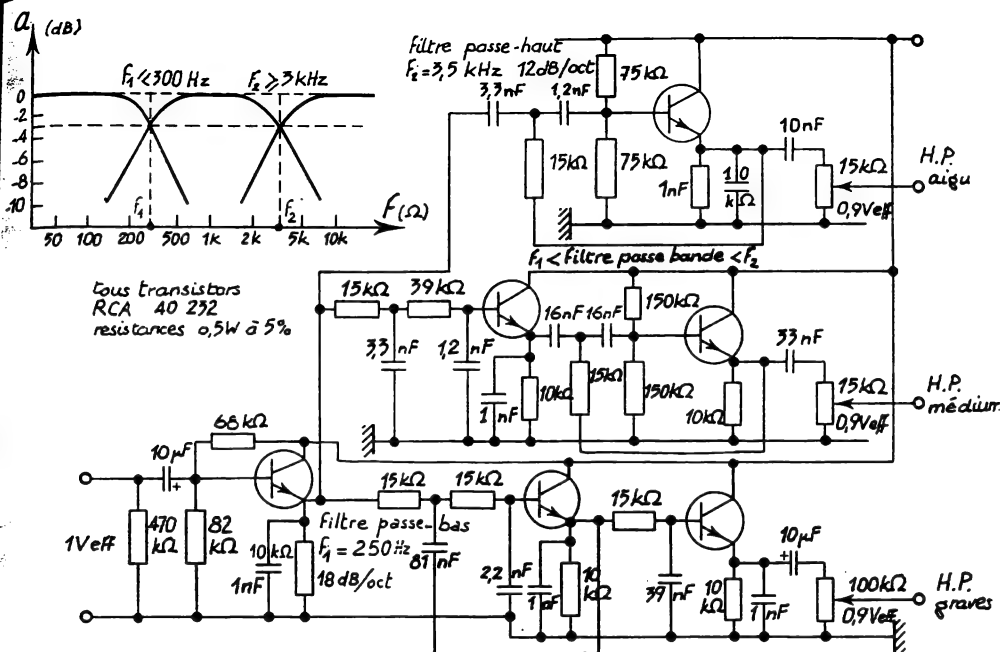 a (dB)
F₁ ≤ 300 Hz
F₂ ≥ 3 kHz
0
-2
-4
-6
-8
-10
F₁
F₂
F (Ω)
50 100 200 500 1k 2k 5k 10k
tous transistors
RCA 40 232
resistances 0,5W à 5%
Filtre passe-haut
F₂=3,5 kHz 12dB/oct
75kΩ
3,3nF
1,2nF
15kΩ
75kΩ
1nF
10
kΩ
10nF
15kΩ
0,9Veff
H.P.
aigu
F₁ < Filtre passe bande < F₂
15kΩ
39kΩ
3,3 nF
1,2 nF
1 nF
10kΩ
16nF
16nF
15kΩ
150kΩ
150kΩ
10kΩ
33nF
15kΩ
0,9Veff
H.P.
médium
68kΩ
10µF
+
1Veff
470
kΩ
82
kΩ
10kΩ
1nF
Filtre passe-bas
F₁ = 250 Hz
18dB/oct
15kΩ
15kΩ
81 nF
2,2 nF
1 nF
10
kΩ
15kΩ
39 nF
10
kΩ
1 nF
10µF
+
100kΩ
0,9Veff
H.P.
graves